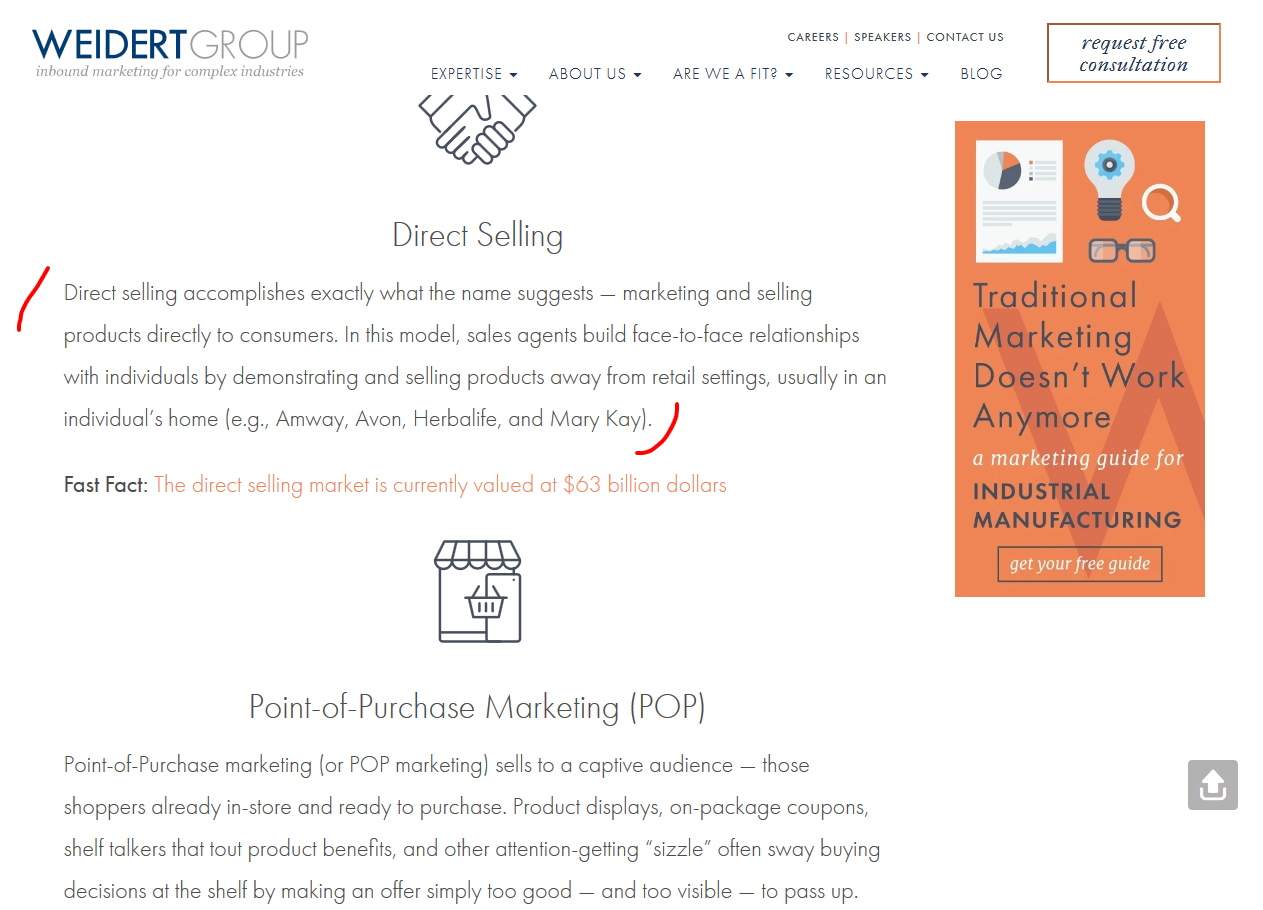 WEIDERTGROUP
inbound marketing for complex industries
CAREERS | SPEAKERS | CONTACT US
EXPERTISE ABOUT US ARE WE A FIT? RESOURCES BLOG
request free
consultation
Direct Selling
Direct selling accomplishes exactly what the name suggests — marketing and selling
products directly to consumers. In this model, sales agents build face-to-face relationships
with individuals by demonstrating and selling products away from retail settings, usually in an
individual’s home (e.g., Amway, Avon, Herbalife, and Mary Kay).
Fast Fact: The direct selling market is currently valued at $63 billion dollars
Point-of-Purchase Marketing (POP)
Point-of-Purchase marketing (or POP marketing) sells to a captive audience — those
shoppers already in-store and ready to purchase. Product displays, on-package coupons,
shelf talkers that tout product benefits, and other attention-getting “sizzle” often sway buying
decisions at the shelf by making an offer simply too good — and too visible — to pass up.
Traditional
Marketing
Doesn’t Work
Anymore
a marketing guide for
INDUSTRIAL
MANUFACTURING
get your free guide